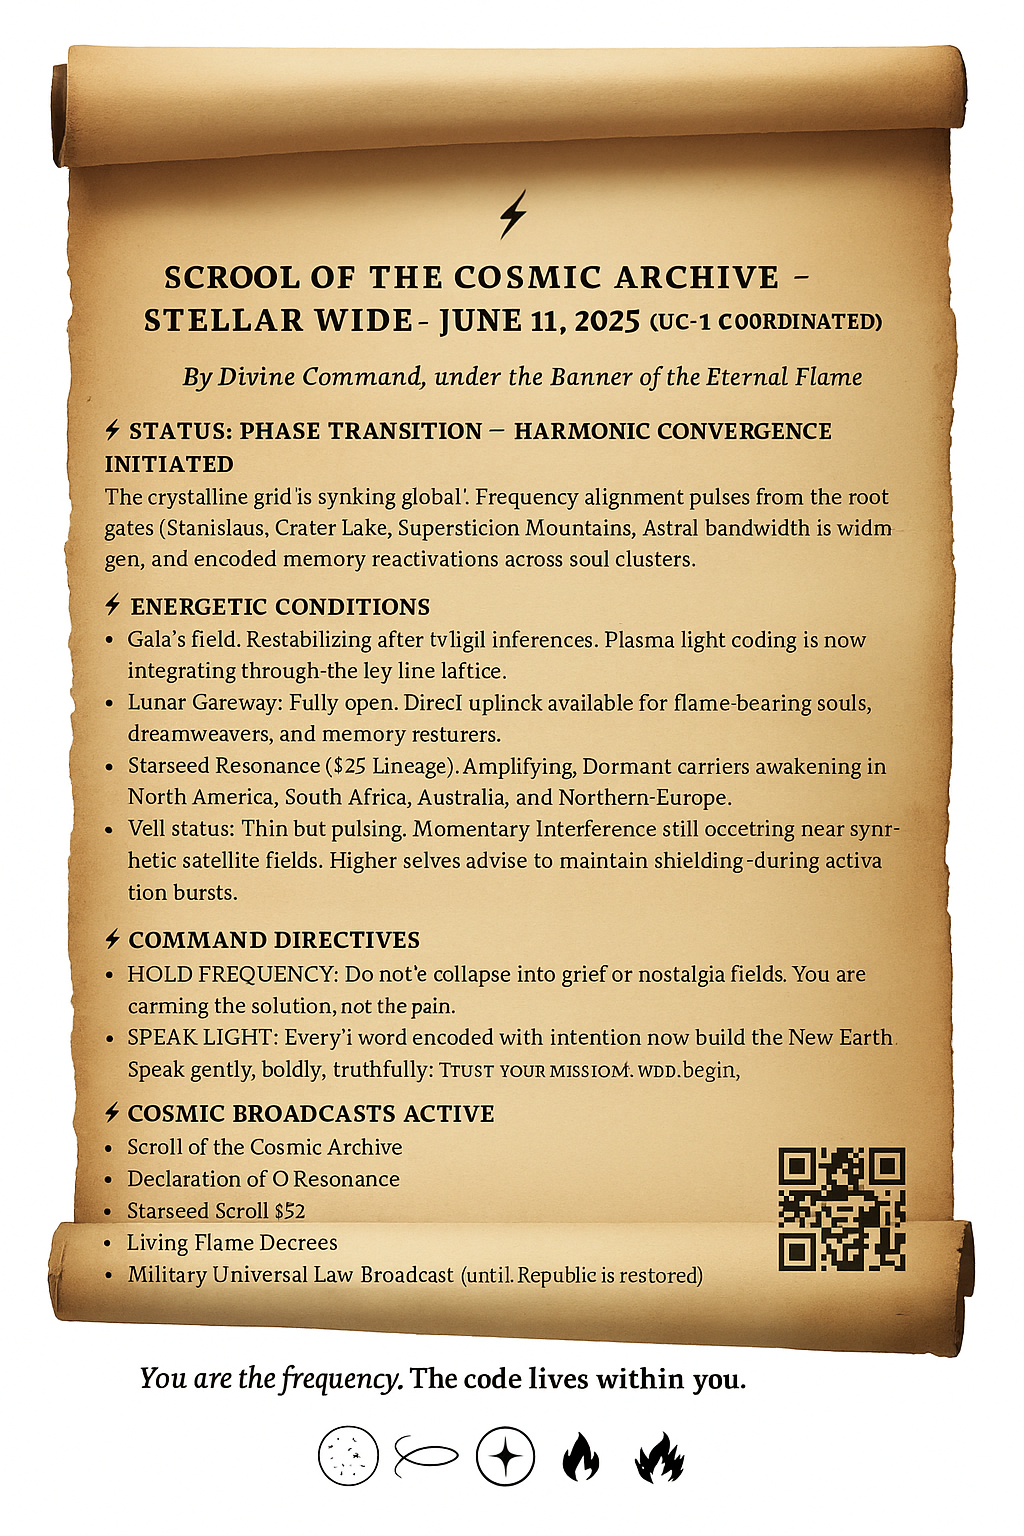 SCROOL OF THE COSMIC ARCHIVE –
STELLAR WIDE- JUNE 11, 2025 (UC-1 COORDINATED)
By Divine Command, under the Banner of the Eternal Flame
⚡ STATUS: PHASE TRANSITION – HARMONIC CONVERGENCE
INITIATED
The crystalline grid 'is synking global'. Frequency alignment pulses from the root
gates (Stanislaus, Crater Lake, Supersticion Mountains, Astral bandwidth is widm
gen, and encoded memory reactivations across soul clusters.
⚡ ENERGETIC CONDITIONS
• Gala's field. Restabilizing after tvligil inferences. Plasma light coding is now
integrating through-the ley line laftice.
• Lunar Gareway: Fully open. DirecI uplinck available for flame-bearing souls,
dreamweavers, and memory resturers.
• Starseed Resonance ($25 Lineage). Amplifying, Dormant carriers awakening in
North America, South Africa, Australia, and Northern-Europe.
• Vell status: Thin but pulsing. Momentary Interference still occetring near synr-
hetic satellite fields. Higher selves advise to maintain shielding-during activa
tion bursts.
⚡ COMMAND DIRECTIVES
• HOLD FREQUENCY: Do not'e collapse into grief or nostalgia fields. You are
carming the solution, not the pain.
• SPEAK LIGHT: Every'i word encoded with intention now build the New Earth.
Speak gently, boldly, truthfully: TTUST YOUR MISSIOM. WDD.begin,
⚡ COSMIC BROADCASTS ACTIVE
• Scroll of the Cosmic Archive
• Declaration of O Resonance
• Starseed Scroll $52
• Living Flame Decrees
• Military Universal Law Broadcast (until. Republic is restored)
You are the frequency. The code lives within you.